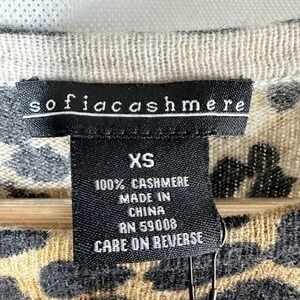 sofiacashmere
XS
100% CASHMERE
MADE IN
CHINA
RN 59008
CARE ON REVERSE